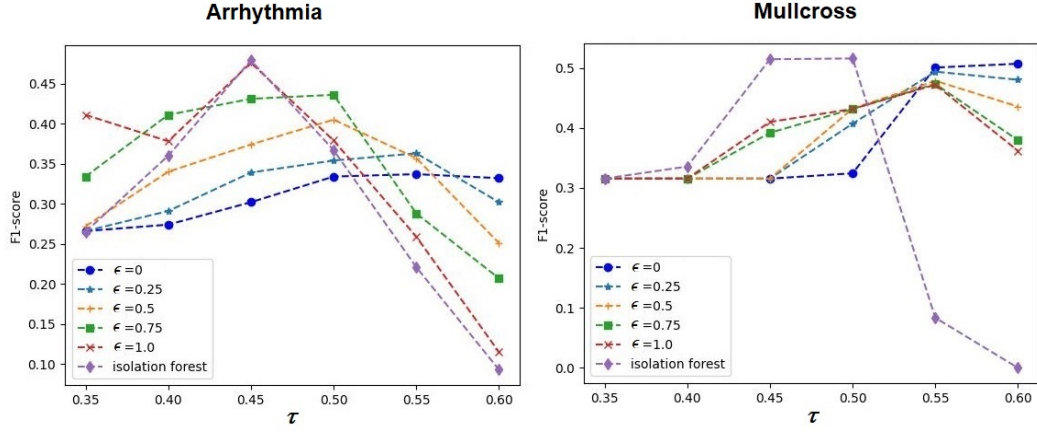 Arrhythmia
0.45
0.40
0.35
0.30
0.25
0.20
0.15
0.10
F1-score
ϵ =0
ϵ =0.25
ϵ =0.5
ϵ =0.75
ϵ =1.0
isolation forest
0.35 0.40 0.45 0.50 0.55 0.60
τ
Mullcross
0.5
0.4
0.3
0.2
0.1
0.0
F1-score
ϵ =0
ϵ =0.25
ϵ =0.5
ϵ =0.75
ϵ =1.0
isolation forest
0.35 0.40 0.45 0.50 0.55 0.60
τ